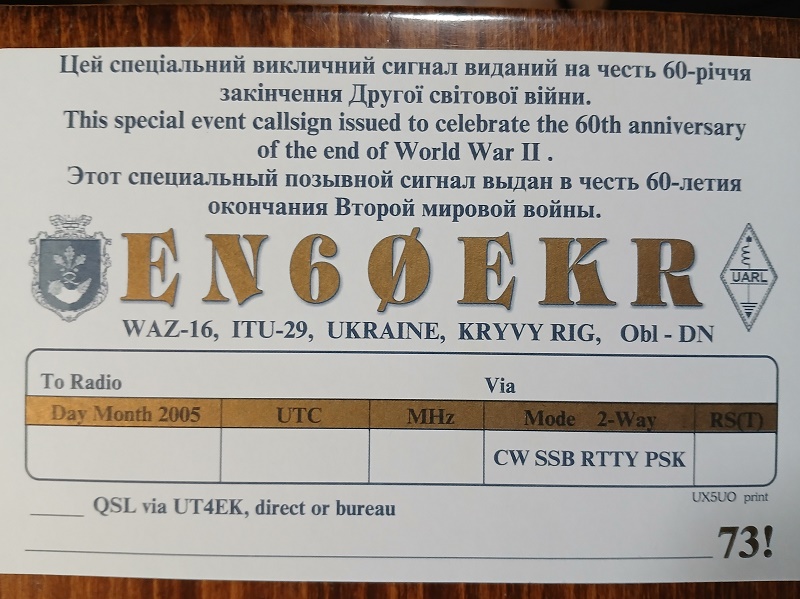 Цей спеціальний викличний сигнал виданий на честь 60-річчя
закінчення Другої світової війни.
This special event callsign issued to celebrate the 60th anniversary
of the end of World War II .
Этот специальный позывной сигнал выдан в честь 60-летия
окончания Второй мировой войны.
EN6ØEKR
UARL
WAZ-16, ITU-29, UKRAINE, KRYVY RIG, Obl - DN
To Radio Via
Day Month 2005 UTC MHz Mode 2-Way RS(T)
CW SSB RTTY PSK
UX5UO print
____ QSL via UT4EK, direct or bureau
73!